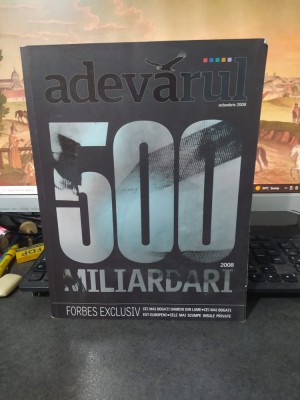 adevărul
octombrie 2008
500
2008
MILIARDARI
FORBES EXCLUSIV
CEI MAI BOGAȚI OAMENI DIN LUME • CEI MAI BOGAȚI
EST-EUROPENI • CELE MAI SCUMPE INSULE PRIVATE